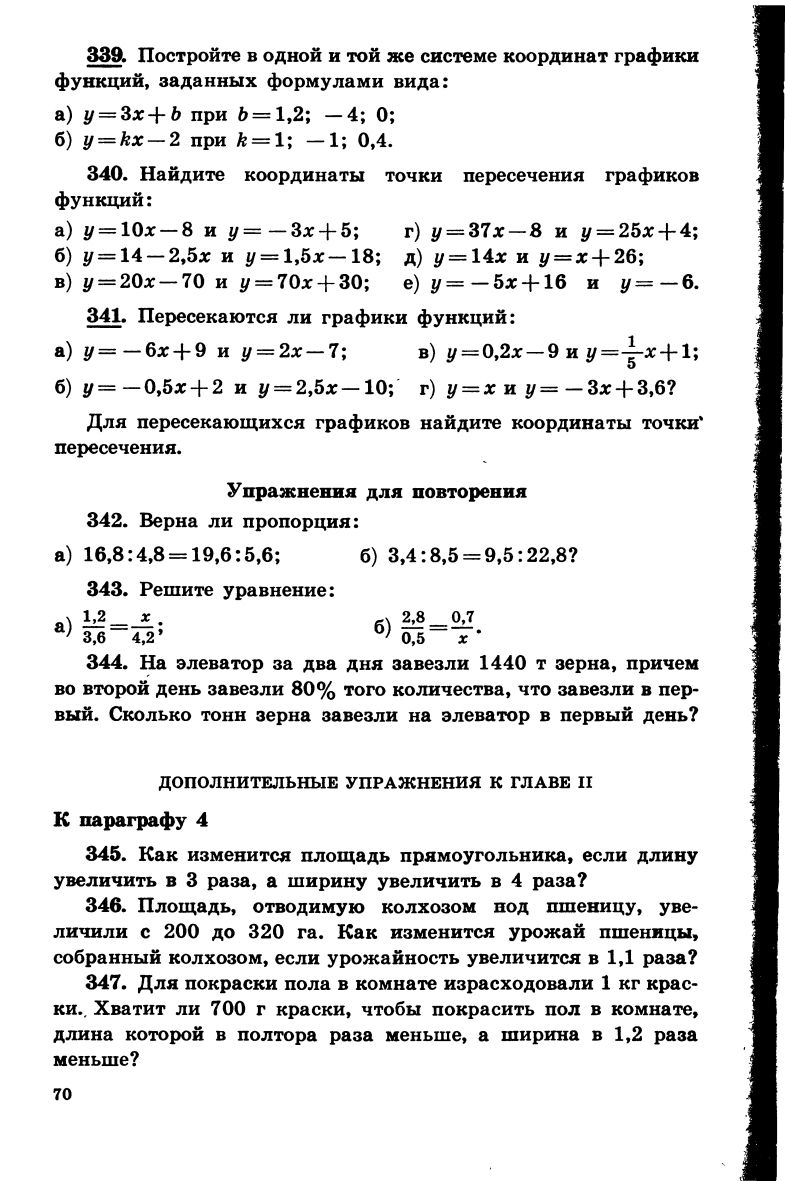 339. Постройте в одной и той же системе координат графики
функций, заданных формулами вида:
а) y=3x+b при b=1,2; −4; 0;
б) y=kx−2 при k=1; −1; 0,4.
340. Найдите координаты точки пересечения графиков
функций:
а) y=10x−8 и y=−3x+5; г) y=37x−8 и y=25x+4;
б) y=14−2,5x и y=1,5x−18; д) y=14x и y=x+26;
в) y=20x−70 и y=70x+30; е) y=−5x+16 и y=−6.
341. Пересекаются ли графики функций:
а) y=−6x+9 и y=2x−7; в) y=0,2x−9 и y=1/5x+1;
б) y=−0,5x+2 и y=2,5x−10; г) y=x и y=−3x+3,6?
Для пересекающихся графиков найдите координаты точки
пересечения.
Упражнения для повторения
342. Верна ли пропорция:
а) 16,8:4,8=19,6:5,6; б) 3,4:8,5=9,5:22,8?
343. Решите уравнение:
а) 1,2/3,6=x/4,2; б) 2,8/0,5=0,7/x.
344. На элеватор за два дня завезли 1440 т зерна, причем
во второй день завезли 80% того количества, что завезли в пер-
вый. Сколько тонн зерна завезли на элеватор в первый день?
ДОПОЛНИТЕЛЬНЫЕ УПРАЖНЕНИЯ К ГЛАВЕ II
К параграфу 4
345. Как изменится площадь прямоугольника, если длину
увеличить в 3 раза, а ширину увеличить в 4 раза?
346. Площадь, отводимую колхозом под пшеницу, уве-
личили с 200 до 320 га. Как изменится урожай пшеницы,
собранный колхозом, если урожайность увеличится в 1,1 раза?
347. Для покраски пола в комнате израсходовали 1 кг крас-
ки. Хватит ли 700 г краски, чтобы покрасить пол в комнате,
длина которой в полтора раза меньше, а ширина в 1,2 раза
меньше?
70